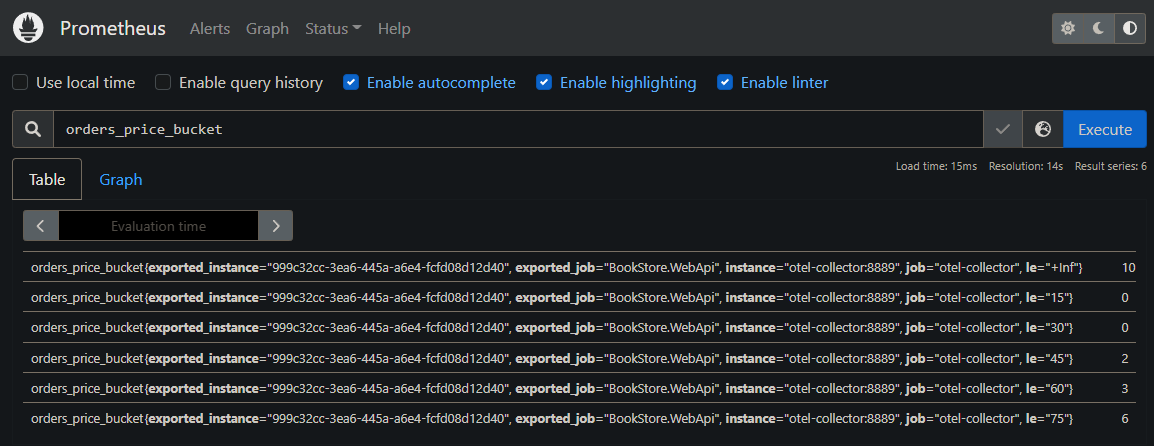 Prometheus Alerts Graph Status Help
Use local time Enable query history Enable autocomplete Enable highlighting Enable linter
orders_price_bucket Execute
Load time: 15ms Resolution: 14s Result series: 6
Table Graph
Evaluation time
orders_price_bucket{exported_instance="999c32cc-3ea6-445a-a6e4-fcfd08d12d40", exported_job="BookStore.WebApi", instance="otel-collector:8889", job="otel-collector", le="+Inf"} 10
orders_price_bucket{exported_instance="999c32cc-3ea6-445a-a6e4-fcfd08d12d40", exported_job="BookStore.WebApi", instance="otel-collector:8889", job="otel-collector", le="15"} 0
orders_price_bucket{exported_instance="999c32cc-3ea6-445a-a6e4-fcfd08d12d40", exported_job="BookStore.WebApi", instance="otel-collector:8889", job="otel-collector", le="30"} 0
orders_price_bucket{exported_instance="999c32cc-3ea6-445a-a6e4-fcfd08d12d40", exported_job="BookStore.WebApi", instance="otel-collector:8889", job="otel-collector", le="45"} 2
orders_price_bucket{exported_instance="999c32cc-3ea6-445a-a6e4-fcfd08d12d40", exported_job="BookStore.WebApi", instance="otel-collector:8889", job="otel-collector", le="60"} 3
orders_price_bucket{exported_instance="999c32cc-3ea6-445a-a6e4-fcfd08d12d40", exported_job="BookStore.WebApi", instance="otel-collector:8889", job="otel-collector", le="75"} 6